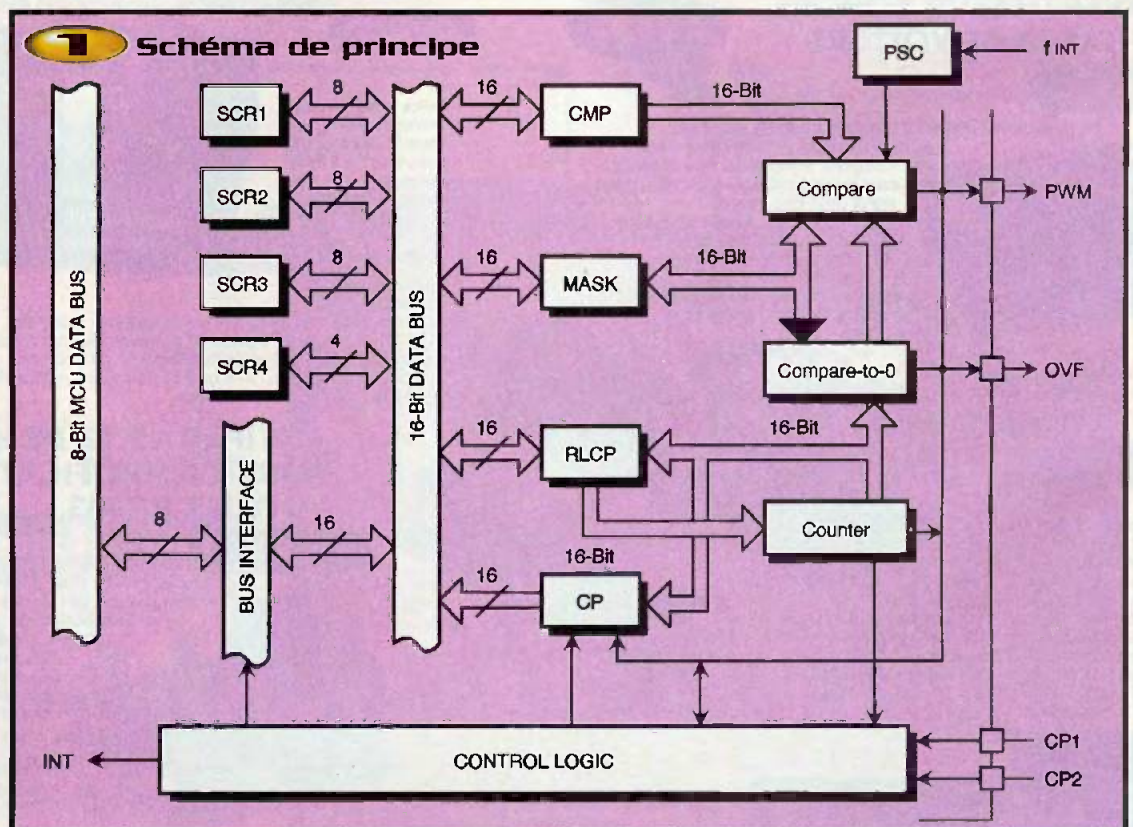 1 Schéma de principe
PSC
f INT
SCR1
8
16
CMP
16-Bit
SCR2
8
Compare
PWM
SCR3
8
16
MASK
16-Bit
SCR4
4
Compare-to-0
OVF
8-Bit MCU DATA BUS
16-Bit DATA BUS
16
RLCP
16-Bit
BUS INTERFACE
8
16
Counter
16-Bit
16
CP
INT
CONTROL LOGIC
CP1
CP2